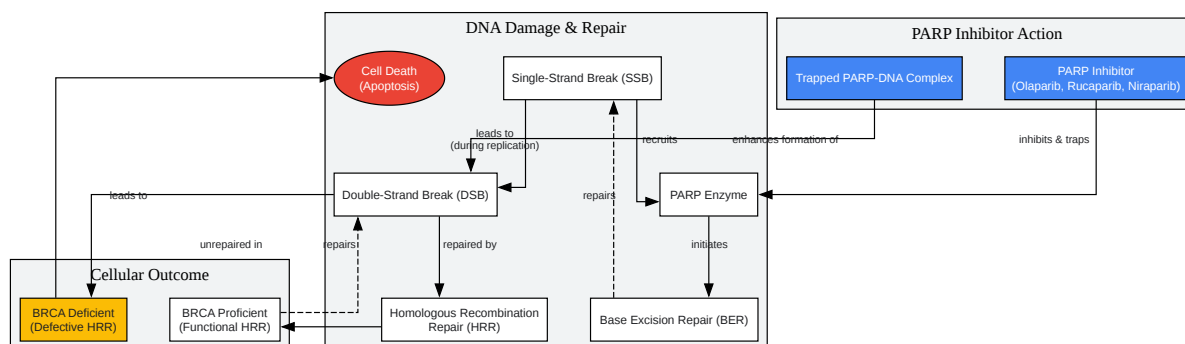 DNA Damage & Repair
PARP Inhibitor Action
Cell Death
(Apoptosis)
Single-Strand Break (SSB)
Trapped PARP-DNA Complex
PARP Inhibitor
(Olaparib, Rucaparib, Niraparib)
leads to
(during replication)
recruits
enhances formation of
inhibits & traps
leads to
Double-Strand Break (DSB)
repairs
PARP Enzyme
unrepaired in
repairs
repaired by
initiates
Cellular Outcome
BRCA Deficient
(Defective HRR)
BRCA Proficient
(Functional HRR)
Homologous Recombination
Repair (HRR)
Base Excision Repair (BER)